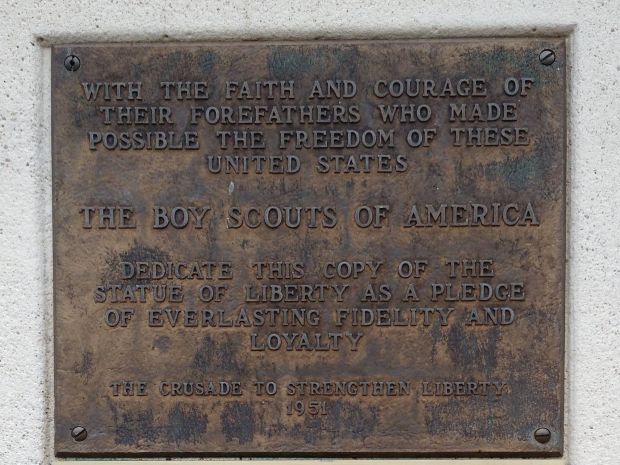 WITH THE FAITH AND COURAGE OF
THEIR FOREFATHERS WHO MADE
POSSIBLE THE FREEDOM OF THESE
UNITED STATES
THE BOY SCOUTS OF AMERICA
DEDICATE THIS COPY OF THE
STATUE OF LIBERTY AS A PLEDGE
OF EVERLASTING FIDELITY AND
LOYALTY
THE CRUSADE TO STRENGTHEN LIBERTY
1951